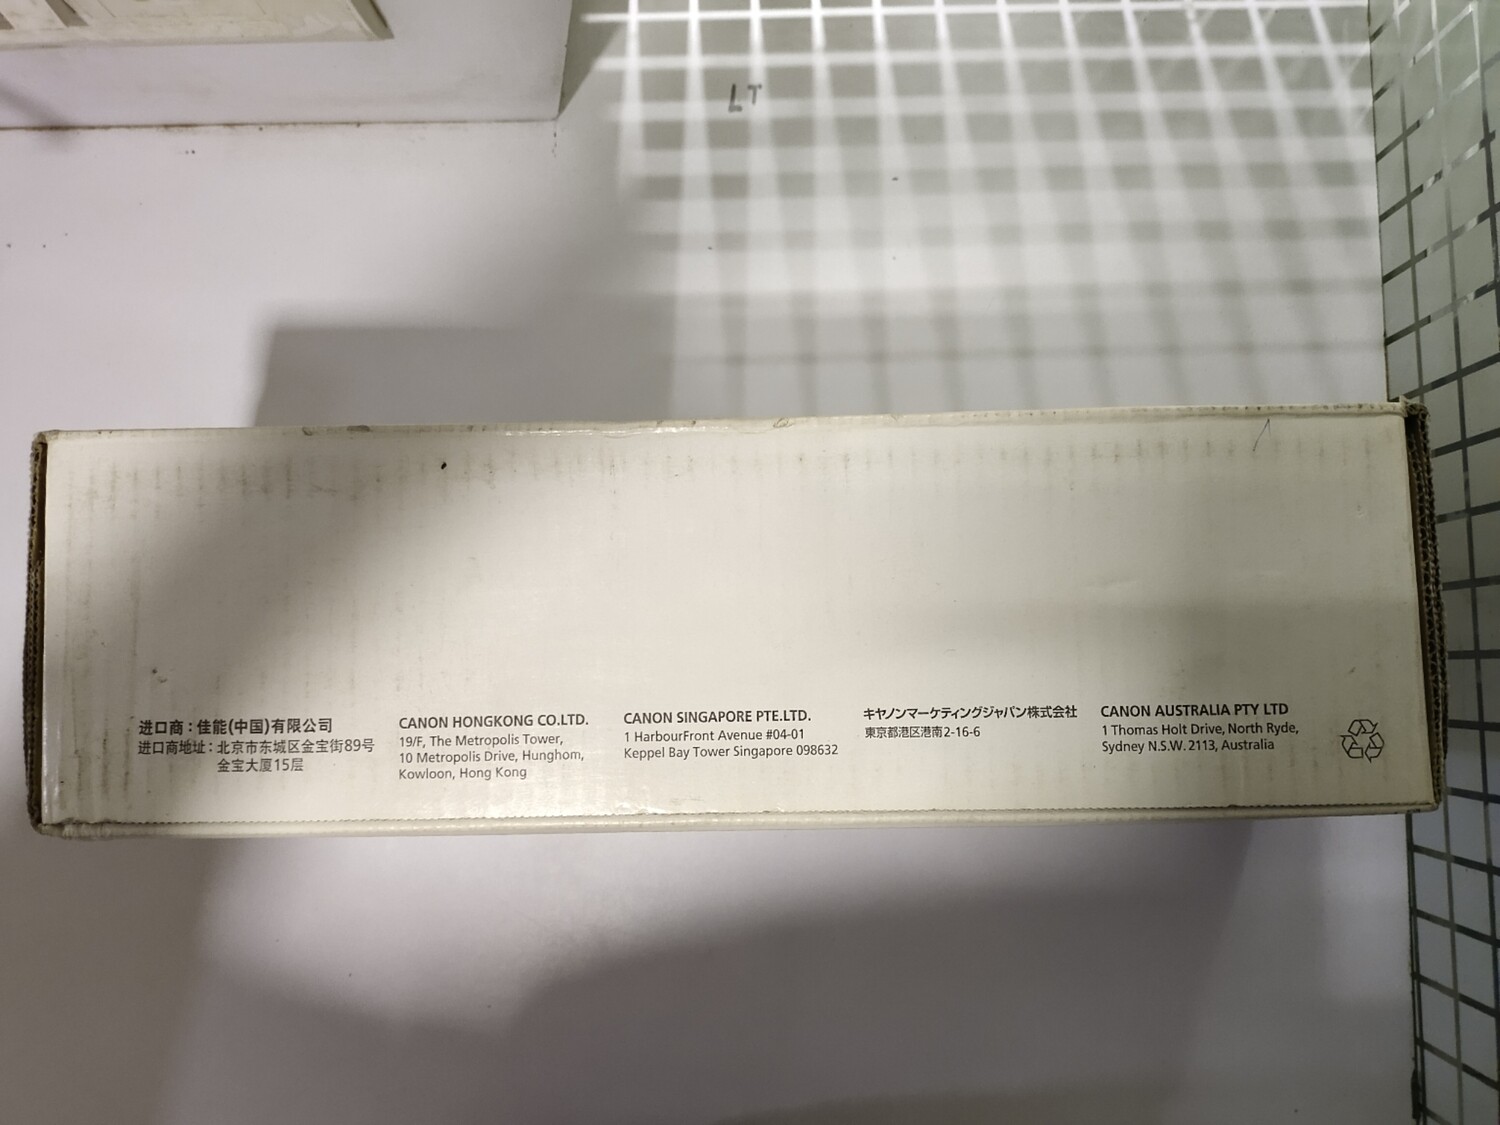 LT
进口商：佳能(中国)有限公司
进口商地址：北京市东城区金宝街89号
金宝大厦15层
CANON HONGKONG CO.LTD.
19/F, The Metropolis Tower,
10 Metropolis Drive, Hunghom,
Kowloon, Hong Kong
CANON SINGAPORE PTE.LTD.
1 HarbourFront Avenue #04-01
Keppel Bay Tower Singapore 098632
キヤノンマーケティングジャパン株式会社
東京都港区港南2-16-6
CANON AUSTRALIA PTY LTD
1 Thomas Holt Drive, North Ryde,
Sydney N.S.W. 2113, Australia